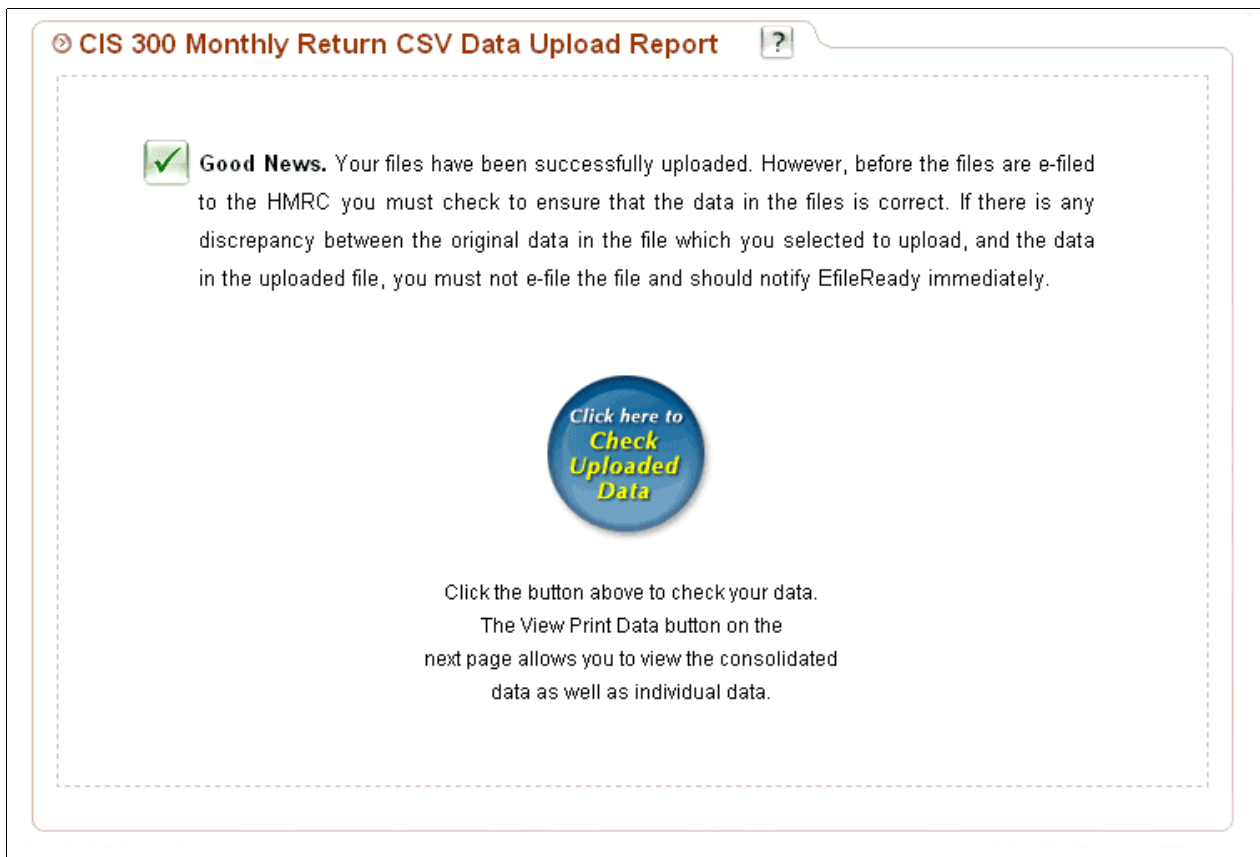 CIS 300 Monthly Return CSV Data Upload Report ?
Good News. Your files have been successfully uploaded. However, before the files are e-filed
to the HMRC you must check to ensure that the data in the files is correct. If there is any
discrepancy between the original data in the file which you selected to upload, and the data
in the uploaded file, you must not e-file the file and should notify EfileReady immediately.
Click here to
Check
Uploaded
Data
Click the button above to check your data.
The View Print Data button on the
next page allows you to view the consolidated
data as well as individual data.